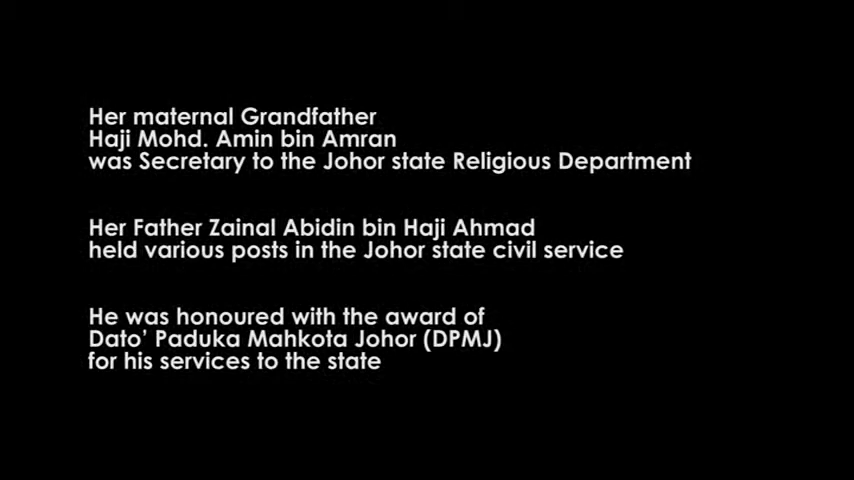 Her maternal Grandfather
Haji Mohd. Amin bin Amran
was Secretary to the Johor state Religious Department
Her Father Zainal Abidin bin Haji Ahmad
held various posts in the Johor state civil service
He was honoured with the award of
Dato’ Paduka Mahkota Johor (DPMJ)
for his services to the state